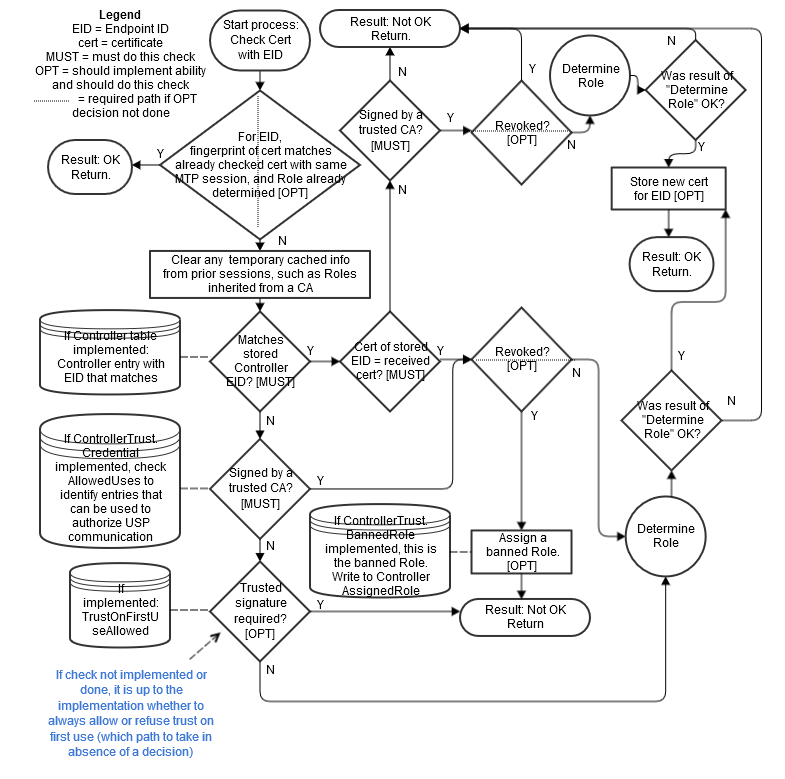 Legend
EID = Endpoint ID
cert = certificate
MUST = must do this check
OPT = should implement ability
and should do this check
= required path if OPT
decision not done
Start process:
Check Cert
with EID
Result: Not OK
Return.
Determine
Role
Was result of
"Determine
Role" OK?
N
Y
N
Y
Signed by a
trusted CA?
[MUST]
Y
Revoked?
[OPT]
N
For EID,
fingerprint of cert matches
already checked cert with same
MTP session, and Role already
determined [OPT]
Y
Result: OK
Return.
N
N
Store new cert
for EID [OPT]
Result: OK
Return.
Clear any temporary cached info
from prior sessions, such as Roles
inherited from a CA
If Controller table
implemented:
Controller entry with
EID that matches
Matches
stored
Controller
EID? [MUST]
Y
Cert of stored
EID = received
cert? [MUST]
Y
Revoked?
[OPT]
N
Y
Y
Was result of
"Determine
Role" OK?
N
N
If ControllerTrust.
Credential
implemented, check
AllowedUses to
identify entries that
can be used to
authorize USP
communication
Signed by a
trusted CA?
[MUST]
Y
N
If ControllerTrust.
BannedRole
implemented, this is
the banned Role.
Write to Controller
AssignedRole
Assign a
banned Role.
[OPT]
Determine
Role
If
implemented:
TrustOnFirstU
seAllowed
Trusted
signature
required?
[OPT]
Y
Result: Not OK
Return
N
If check not implemented or
done, it is up to the
implementation whether to
always allow or refuse trust on
first use (which path to take in
absence of a decision)